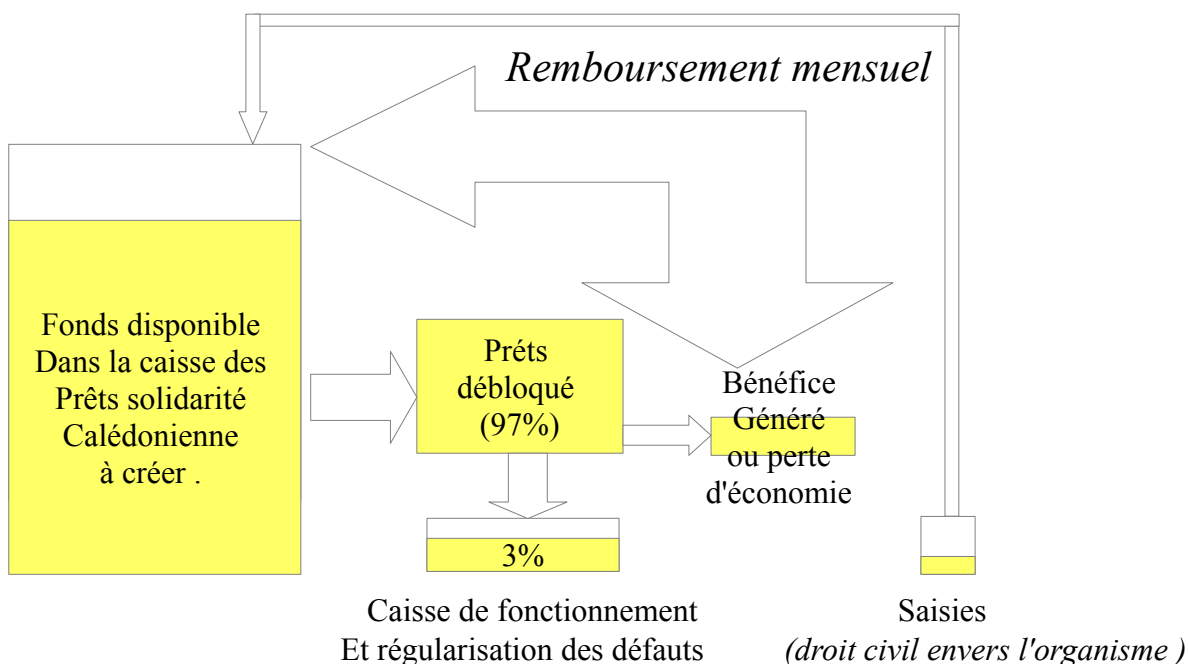 Remboursement mensuel
Fonds disponible
Dans la caisse des
Prêts solidarité
Calédonienne
à créer .
Préts
débloqué
(97%)
Bénéfice
Généré
ou perte
d'économie
3%
Caisse de fonctionnement
Et régularisation des défauts
Saisies
(droit civil envers l'organisme )